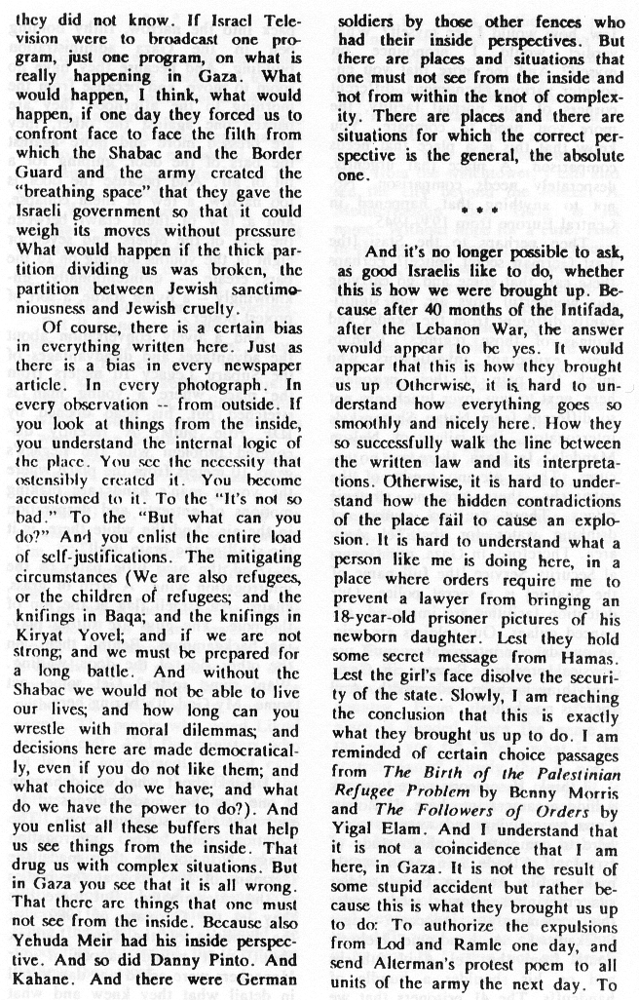 they did not know. If Israel Tele-
vision were to broadcast one pro-
gram, just one program, on what is
really happening in Gaza. What
would happen, I think, what would
happen, if one day they forced us to
confront face to face the filth from
which the Shabac and the Border
Guard and the army created the
"breathing space" that they gave the
Israeli government so that it could
weigh its moves without pressure
What would happen if the thick par-
tition dividing us was broken, the
partition between Jewish sanctimo-
niousness and Jewish cruelty.
Of course, there is a certain bias
in everything written here. Just as
there is a bias in every newspaper
article. In every photograph. In
every observation -- from outside. If
you look at things from the inside,
you understand the internal logic of
the place. You see the necessity that
ostensibly created it. You become
accustomed to it. To the "It's not so
bad." To the "But what can you
do?" And you enlist the entire load
of self-justifications. The mitigating
circumstances (We are also refugees,
or the children of refugees; and the
knifings in Baqa; and the knifings in
Kiryat Yovel; and if we are not
strong; and we must be prepared for
a long battle. And without the
Shabac we would not be able to live
our lives; and how long can you
wrestle with moral dilemmas; and
decisions here are made democratical-
ly, even if you do not like them; and
what choice do we have; and what
do we have the power to do?). And
you enlist all these buffers that help
us see things from the inside. That
drug us with complex situations. But
in Gaza you see that it is all wrong.
That there are things that one must
not see from the inside. Because also
Yehuda Meir had his inside perspec-
tive. And so did Danny Pinto. And
Kahane. And there were German
soldiers by those other fences who
had their inside perspectives. But
there are places and situations that
one must not see from the inside and
not from within the knot of complex-
ity. There are places and there are
situations for which the correct per-
spective is the general, the absolute
one.
* * *
And it's no longer possible to ask,
as good Israelis like to do, whether
this is how we were brought up. Be-
cause after 40 months of the Intifada,
after the Lebanon War, the answer
would appear to be yes. It would
appear that this is how they brought
us up Otherwise, it is hard to un-
derstand how everything goes so
smoothly and nicely here. How they
so successfully walk the line between
the written law and its interpreta-
tions. Otherwise, it is hard to under-
stand how the hidden contradictions
of the place fail to cause an explo-
sion. It is hard to understand what a
person like me is doing here, in a
place where orders require me to
prevent a lawyer from bringing an
18-year-old prisoner pictures of his
newborn daughter. Lest they hold
some secret message from Hamas.
Lest the girl's face disolve the securi-
ty of the state. Slowly, I am reaching
the conclusion that this is exactly
what they brought us up to do. I am
reminded of certain choice passages
from The Birth of the Palestinian
Refugee Problem by Benny Morris
and The Followers of Orders by
Yigal Elam. And I understand that
it is not a coincidence that I am
here, in Gaza. It is not the result of
some stupid accident but rather be-
cause this is what they brought us up
to do: To authorize the expulsions
from Lod and Ramle one day, and
send Alterman's protest poem to all
units of the army the next day. To